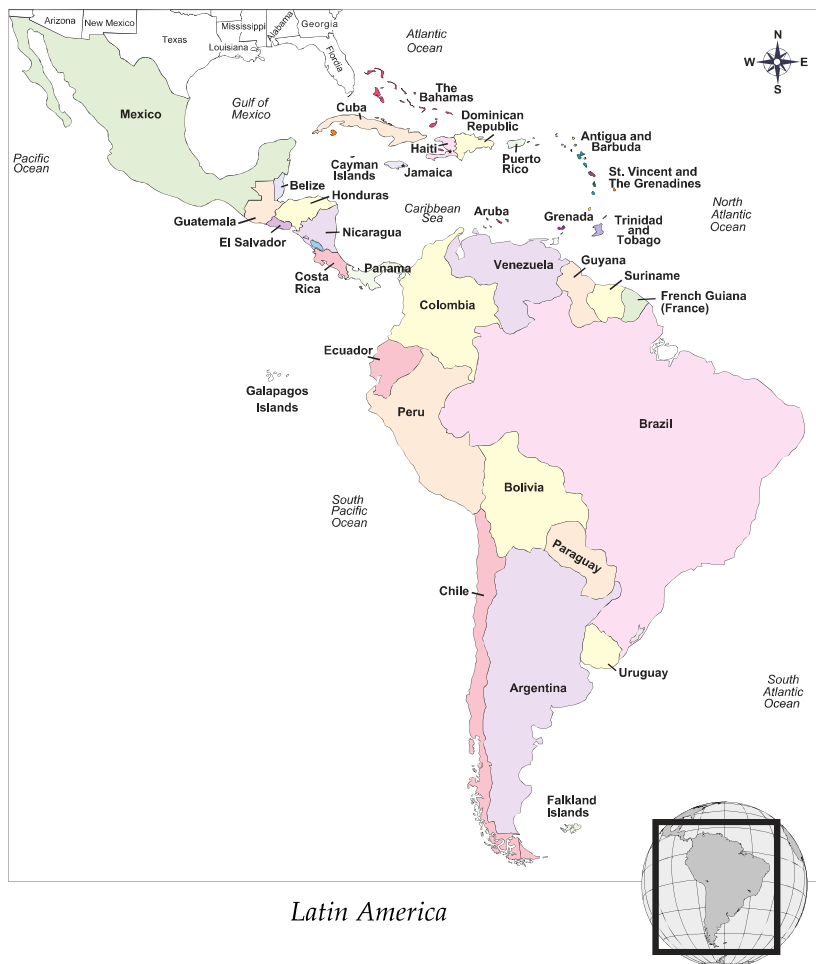 Arizona
New Mexico
Texas
Mississippi
Alabama
Georgia
Louisiana
Flordia
Atlantic
Ocean
N
W
E
S
Gulf of
Mexico
Mexico
Pacific
Ocean
The
Bahamas
Cuba
Dominican
Republic
Haiti
Cayman
Islands
Jamaica
Puerto
Rico
Antigua and
Barbuda
St. Vincent and
The Grenadines
Belize
Honduras
Guatemala
El Salvador
Nicaragua
Caribbean
Sea
Aruba
Grenada
Trinidad
and
Tobago
North
Atlantic
Ocean
Costa
Rica
Panama
Venezuela
Guyana
Suriname
French Guiana
(France)
Colombia
Ecuador
Galapagos
Islands
Peru
Brazil
South
Pacific
Ocean
Bolivia
Paraguay
Chile
Uruguay
Argentina
South
Atlantic
Ocean
Falkland
Islands
Latin America